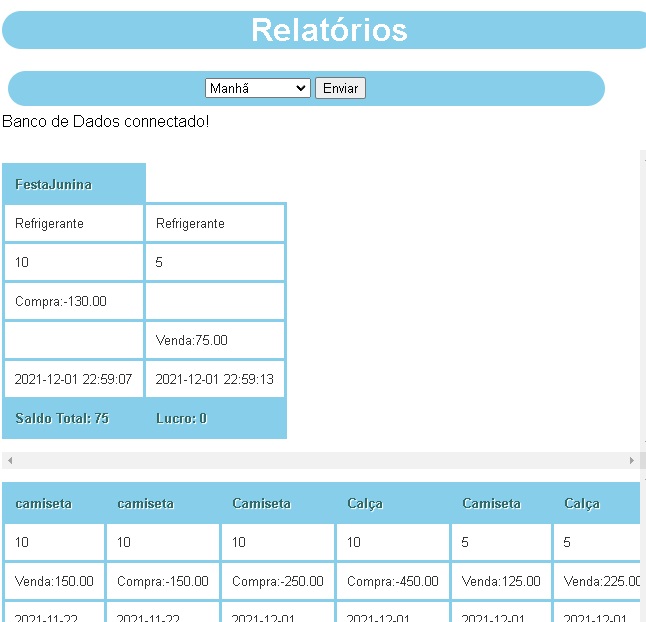 Relatórios
Manhã Enviar
Banco de Dados connectado!
FestaJunina
Refrigerante Refrigerante
10 5
Compra:-130.00
Venda:75.00
2021-12-01 22:59:07 2021-12-01 22:59:13
Saldo Total: 75 Lucro: 0
camiseta camiseta Camiseta Calça Camiseta Calça
10 10 10 10 5 5
Venda:150.00 Compra:-150.00 Compra:-250.00 Compra:-450.00 Venda:125.00 Venda:225.00
2021-11-22 2021-11-22 2021-12-01 2021-12-01 2021-12-01 2021-12-01